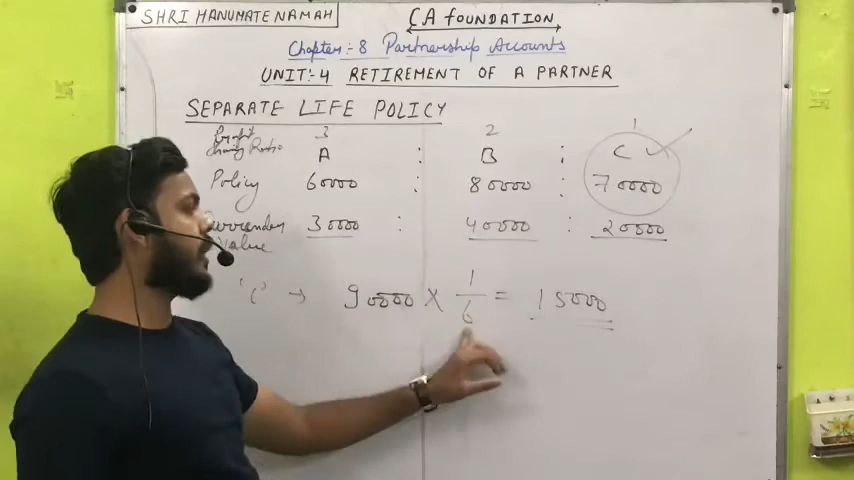 SHRI HANUMATE NAMAH
CA FOUNDATION
Chapter:- 8 Partnership Accounts
UNIT:- 4 RETIREMENT OF A PARTNER
SEPARATE LIFE POLICY
Profit 3 2 1
Sharing Ratio A : B : C ✓
Policy 60000 : 80000 : 70000
Surrender 30000 : 40000 : 20000
Value
'C' → 90000 × 1/6 = 15000